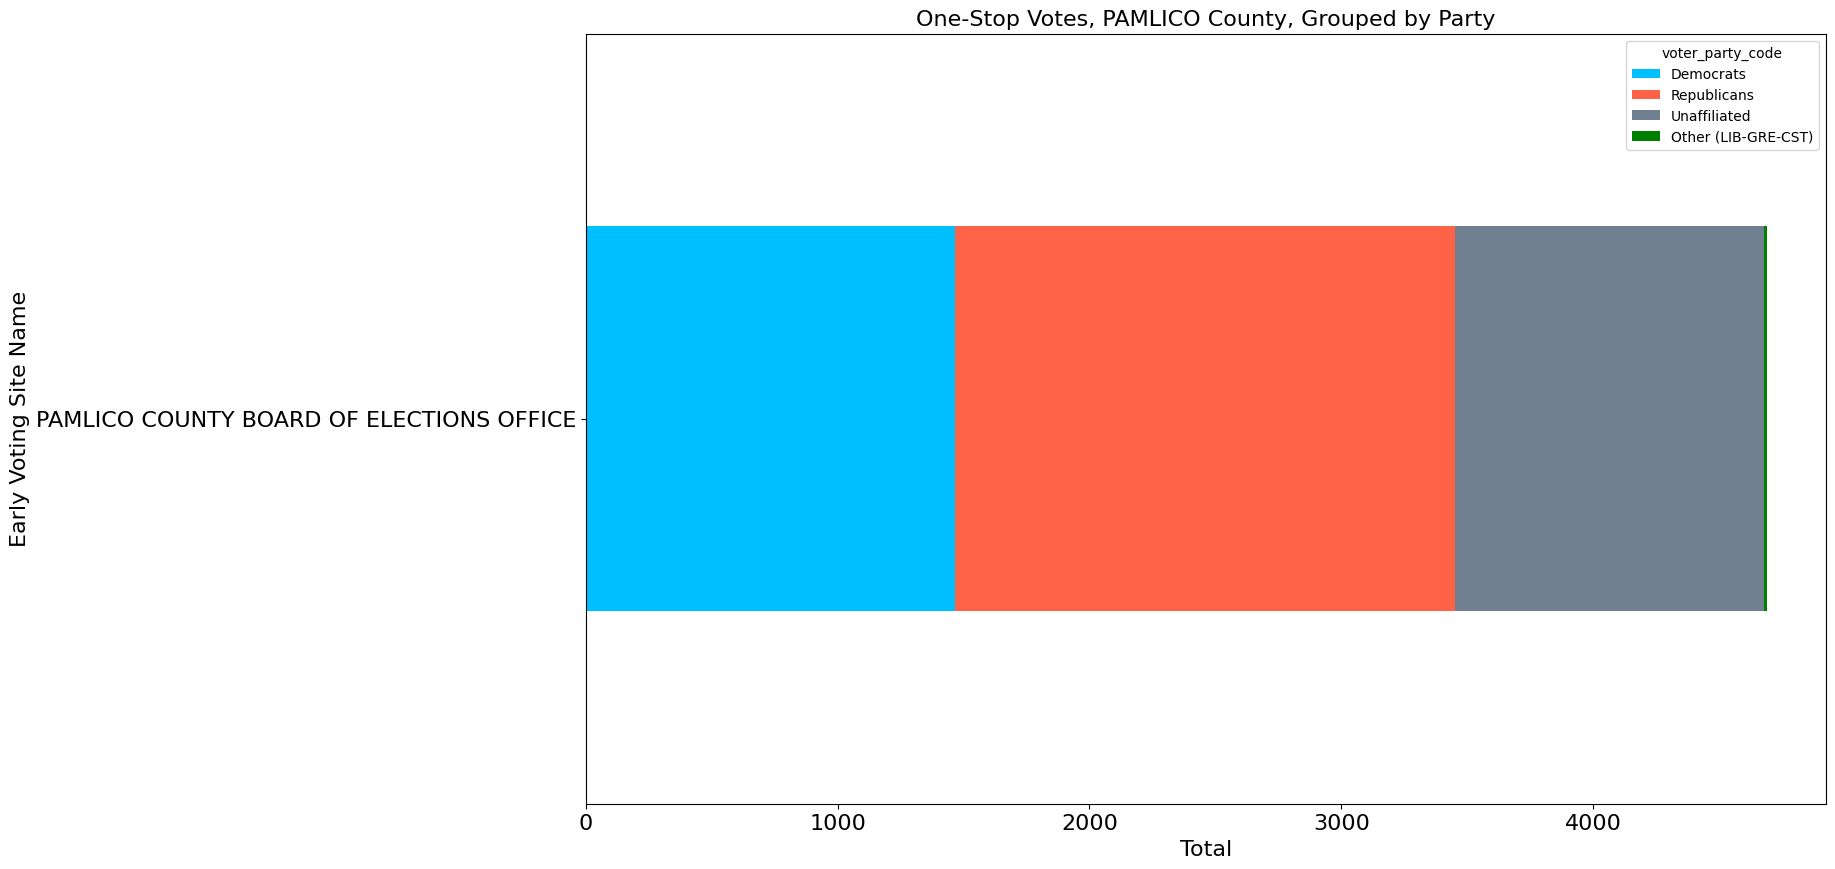 One-Stop Votes, PAMLICO County, Grouped by Party
voter_party_code
Democrats
Republicans
Unaffiliated
Other (LIB-GRE-CST)
Early Voting Site Name
PAMLICO COUNTY BOARD OF ELECTIONS OFFICE
0 1000 2000 3000 4000
Total